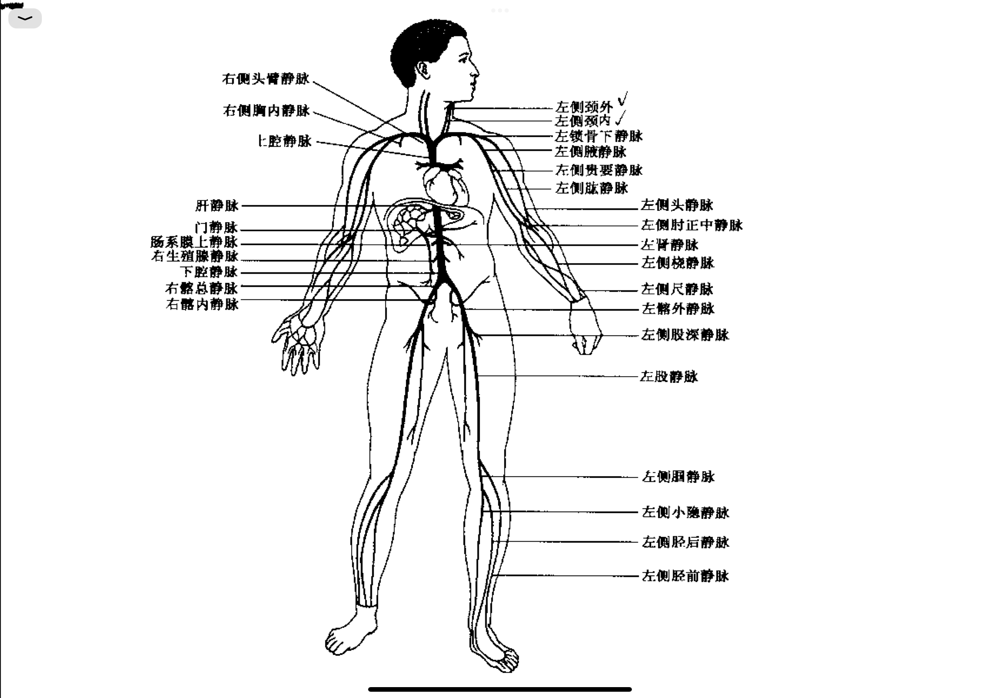 右侧头臂静脉
右侧胸内静脉
上腔静脉
肝静脉
门静脉
肠系膜上静脉
右生殖腺静脉
下腔静脉
右髂总静脉
右髂内静脉
左侧颈外 ✓
左侧颈内 ✓
左锁骨下静脉
左侧腋静脉
左侧贵要静脉
左侧肱静脉
左侧头静脉
左侧肘正中静脉
左肾静脉
左侧桡静脉
左侧尺静脉
左髂外静脉
左侧股深静脉
左股静脉
左侧腘静脉
左侧小隐静脉
左侧胫后静脉
左侧胫前静脉